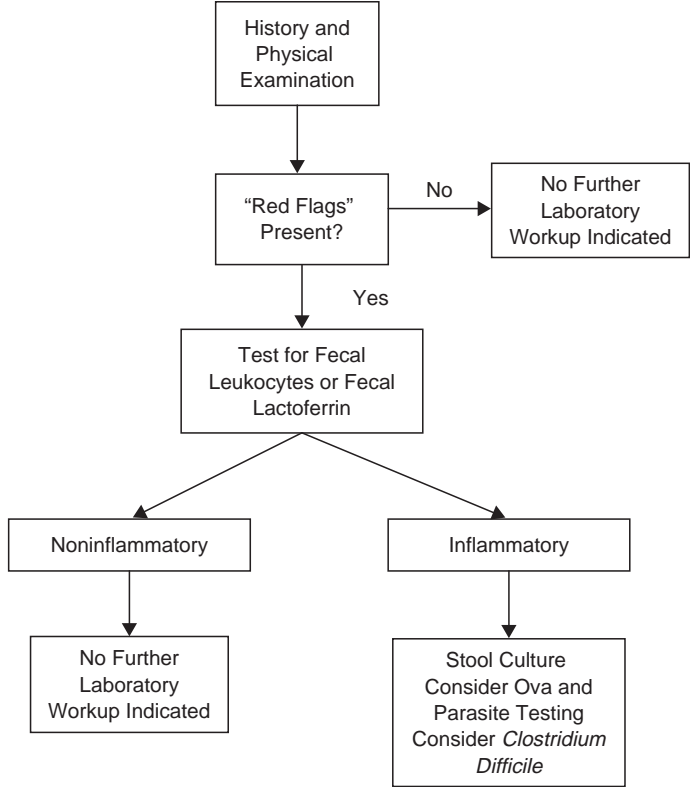 History and
Physical
Examination
“Red Flags”
Present?
No
No Further
Laboratory
Workup Indicated
Yes
Test for Fecal
Leukocytes or Fecal
Lactoferrin
Noninflammatory
Inflammatory
No Further
Laboratory
Workup Indicated
Stool Culture
Consider Ova and
Parasite Testing
Consider Clostridium
Difficile